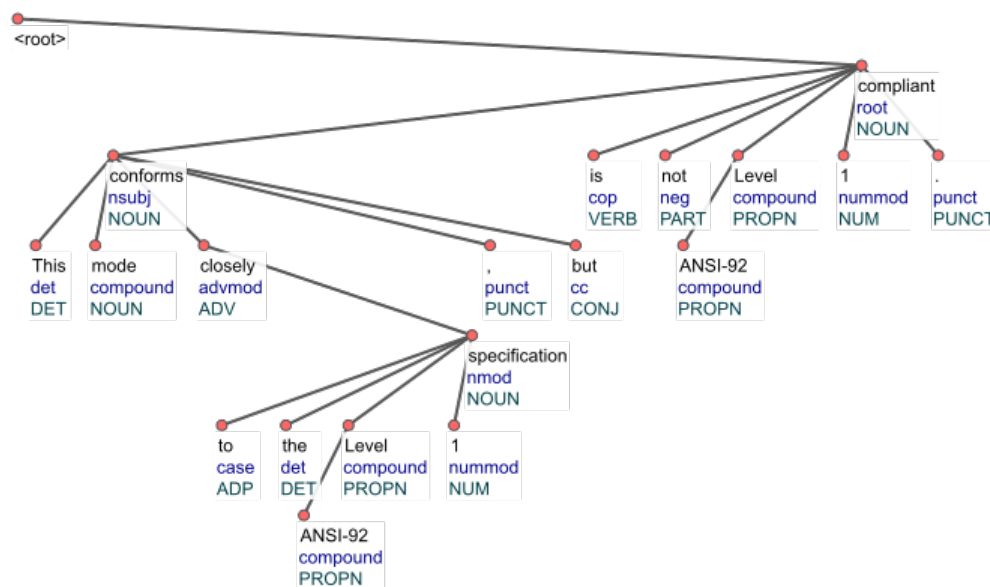 <root>
compliant
root
NOUN
conforms
nsubj
NOUN
is
cop
VERB
not
neg
PART
Level
compound
PROPN
1
nummod
NUM
.
punct
PUNCT
This
det
DET
mode
compound
NOUN
closely
advmod
ADV
,
punct
PUNCT
but
cc
CONJ
ANSI-92
compound
PROPN
specification
nmod
NOUN
to
case
ADP
the
det
DET
Level
compound
PROPN
1
nummod
NUM
ANSI-92
compound
PROPN